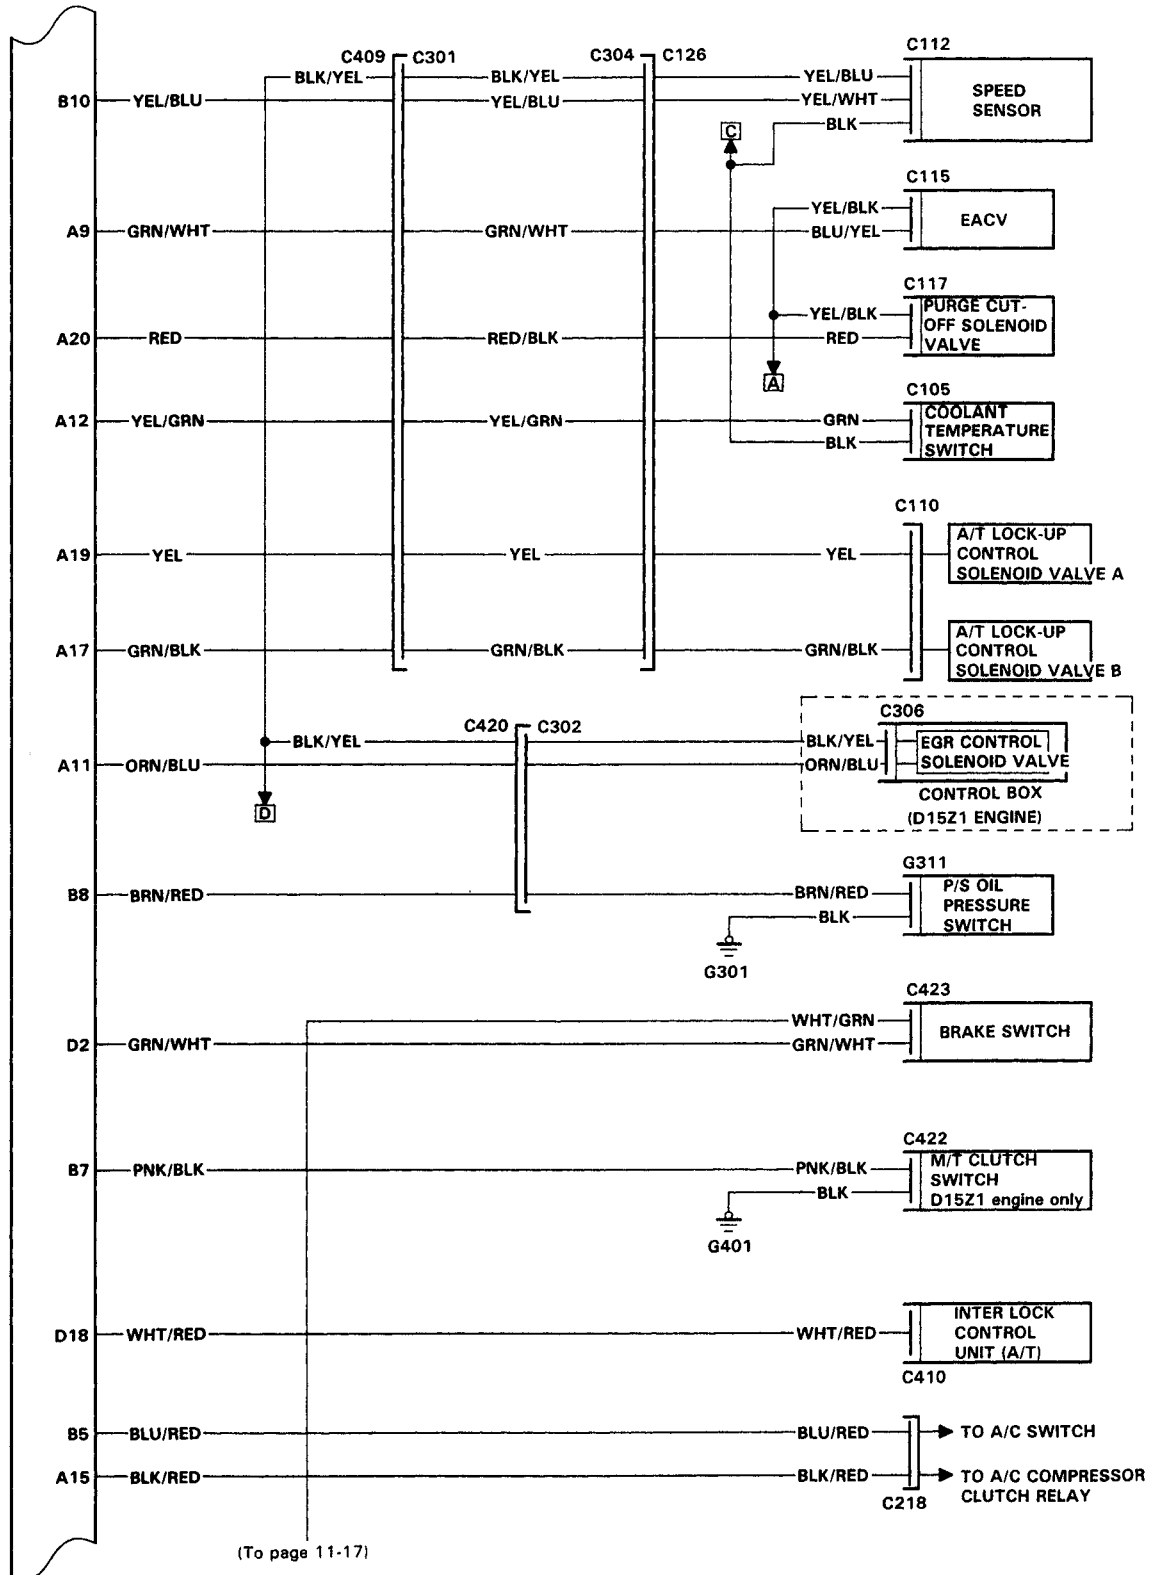 C409 C301 C304 C126 C112
BLK/YEL BLK/YEL YEL/BLU
B10 YEL/BLU YEL/BLU YEL/WHT
BLK
SPEED
SENSOR
C
C115
YEL/BLK
A9 GRN/WHT GRN/WHT BLU/YEL
EACV
C117
YEL/BLK
A20 RED RED/BLK RED
PURGE CUT-
OFF SOLENOID
VALVE
A
C105
A12 YEL/GRN YEL/GRN GRN
BLK
COOLANT
TEMPERATURE
SWITCH
C110
A19 YEL YEL YEL
A/T LOCK-UP
CONTROL
SOLENOID VALVE A
A17 GRN/BLK GRN/BLK GRN/BLK
A/T LOCK-UP
CONTROL
SOLENOID VALVE B
C420 C302 C306
BLK/YEL BLK/YEL
A11 ORN/BLU ORN/BLU
EGR CONTROL
SOLENOID VALVE
CONTROL BOX
(D15Z1 ENGINE)
D
G311
B8 BRN/RED BRN/RED
BLK
P/S OIL
PRESSURE
SWITCH
G301
C423
WHT/GRN
D2 GRN/WHT GRN/WHT
BRAKE SWITCH
C422
B7 PNK/BLK PNK/BLK
BLK
M/T CLUTCH
SWITCH
D15Z1 engine only
G401
D18 WHT/RED WHT/RED
INTER LOCK
CONTROL
UNIT (A/T)
C410
B5 BLU/RED BLU/RED TO A/C SWITCH
A15 BLK/RED BLK/RED TO A/C COMPRESSOR
CLUTCH RELAY
C218
(To page 11-17)